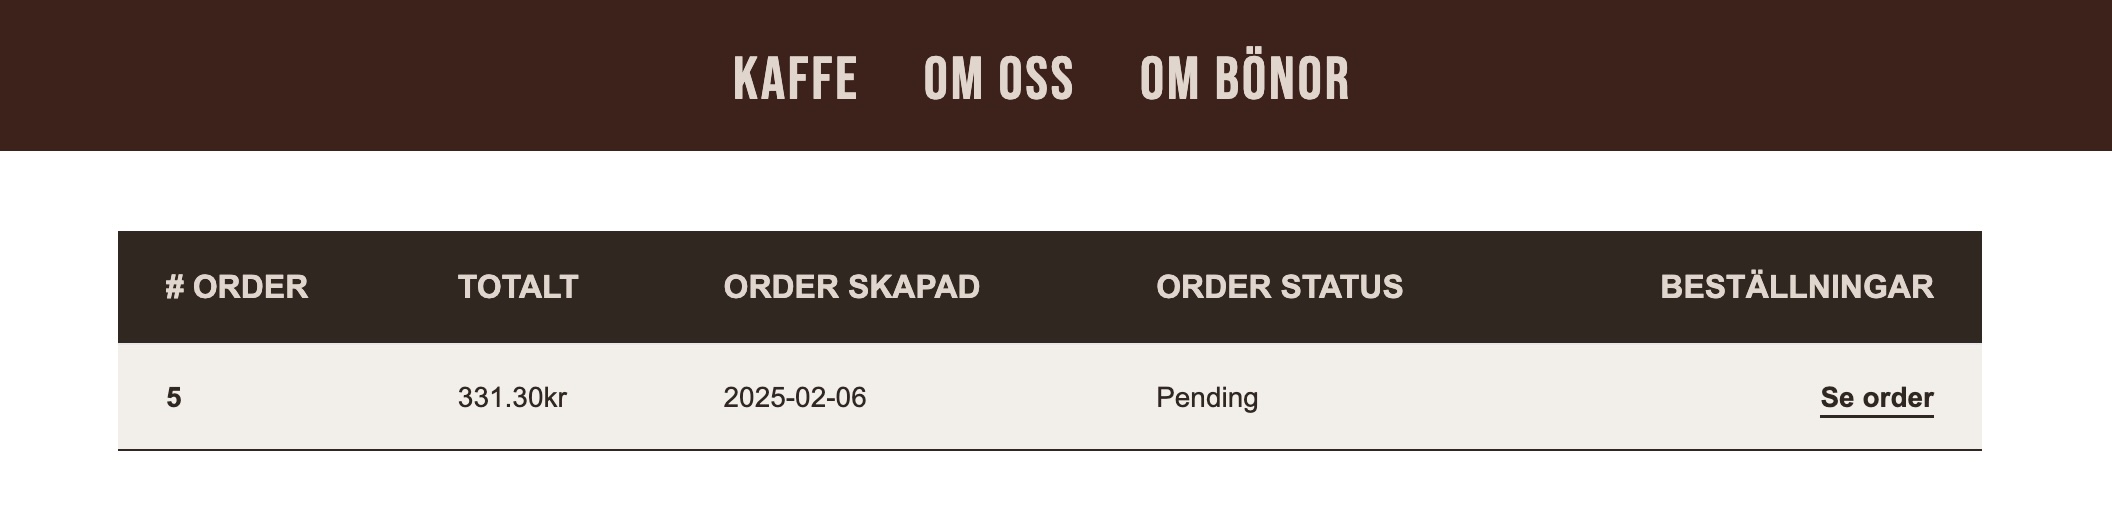 KAFFE OM OSS OM BÖNOR
# ORDER TOTALT ORDER SKAPAD ORDER STATUS BESTÄLLNINGAR
5 331.30kr 2025-02-06 Pending Se order